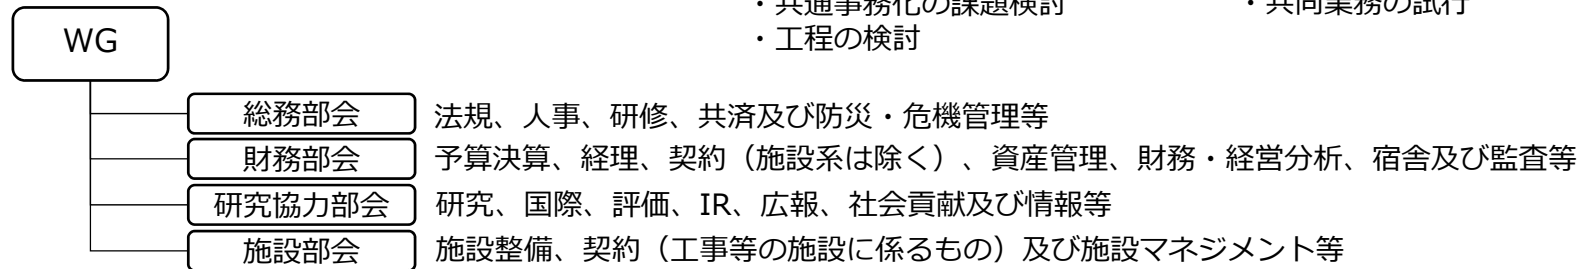 ・共通事務化の課題検討
・共同業務の試行
・工程の検討
WG
総務部会 法規、人事、研修、共済及び防災・危機管理等
財務部会 予算決算、経理、契約（施設系は除く）、資産管理、財務・経営分析、宿舎及び監査等
研究協力部会 研究、国際、評価、IR、広報、社会貢献及び情報等
施設部会 施設整備、契約（工事等の施設に係るもの）及び施設マネジメント等